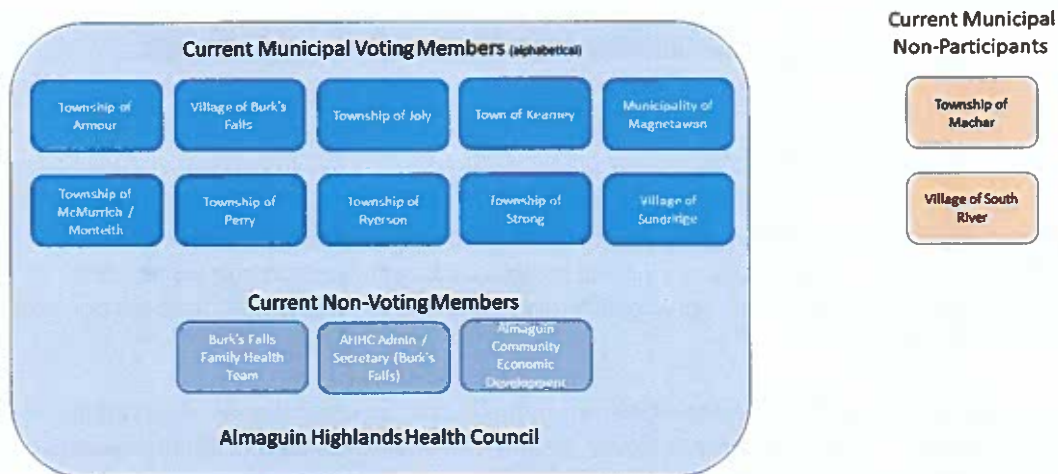 Current Municipal Voting Members (alphabetical)
Township of
Armour
Village of Burk's
Falls
Township of Joly
Town of Kearney
Municipality of
Magnetawan
Township of
McMurrich /
Monteith
Township of
Perry
Township of
Ryerson
Township of
Strong
Village of
Sundridge
Current Non-Voting Members
Burk's Falls
Family Health
Team
AHHC Admin /
Secretary (Burk's
Falls)
Almaguin
Community
Economic
Development
Almaguin Highlands Health Council
Current Municipal
Non-Participants
Township of
Machar
Village of South
River